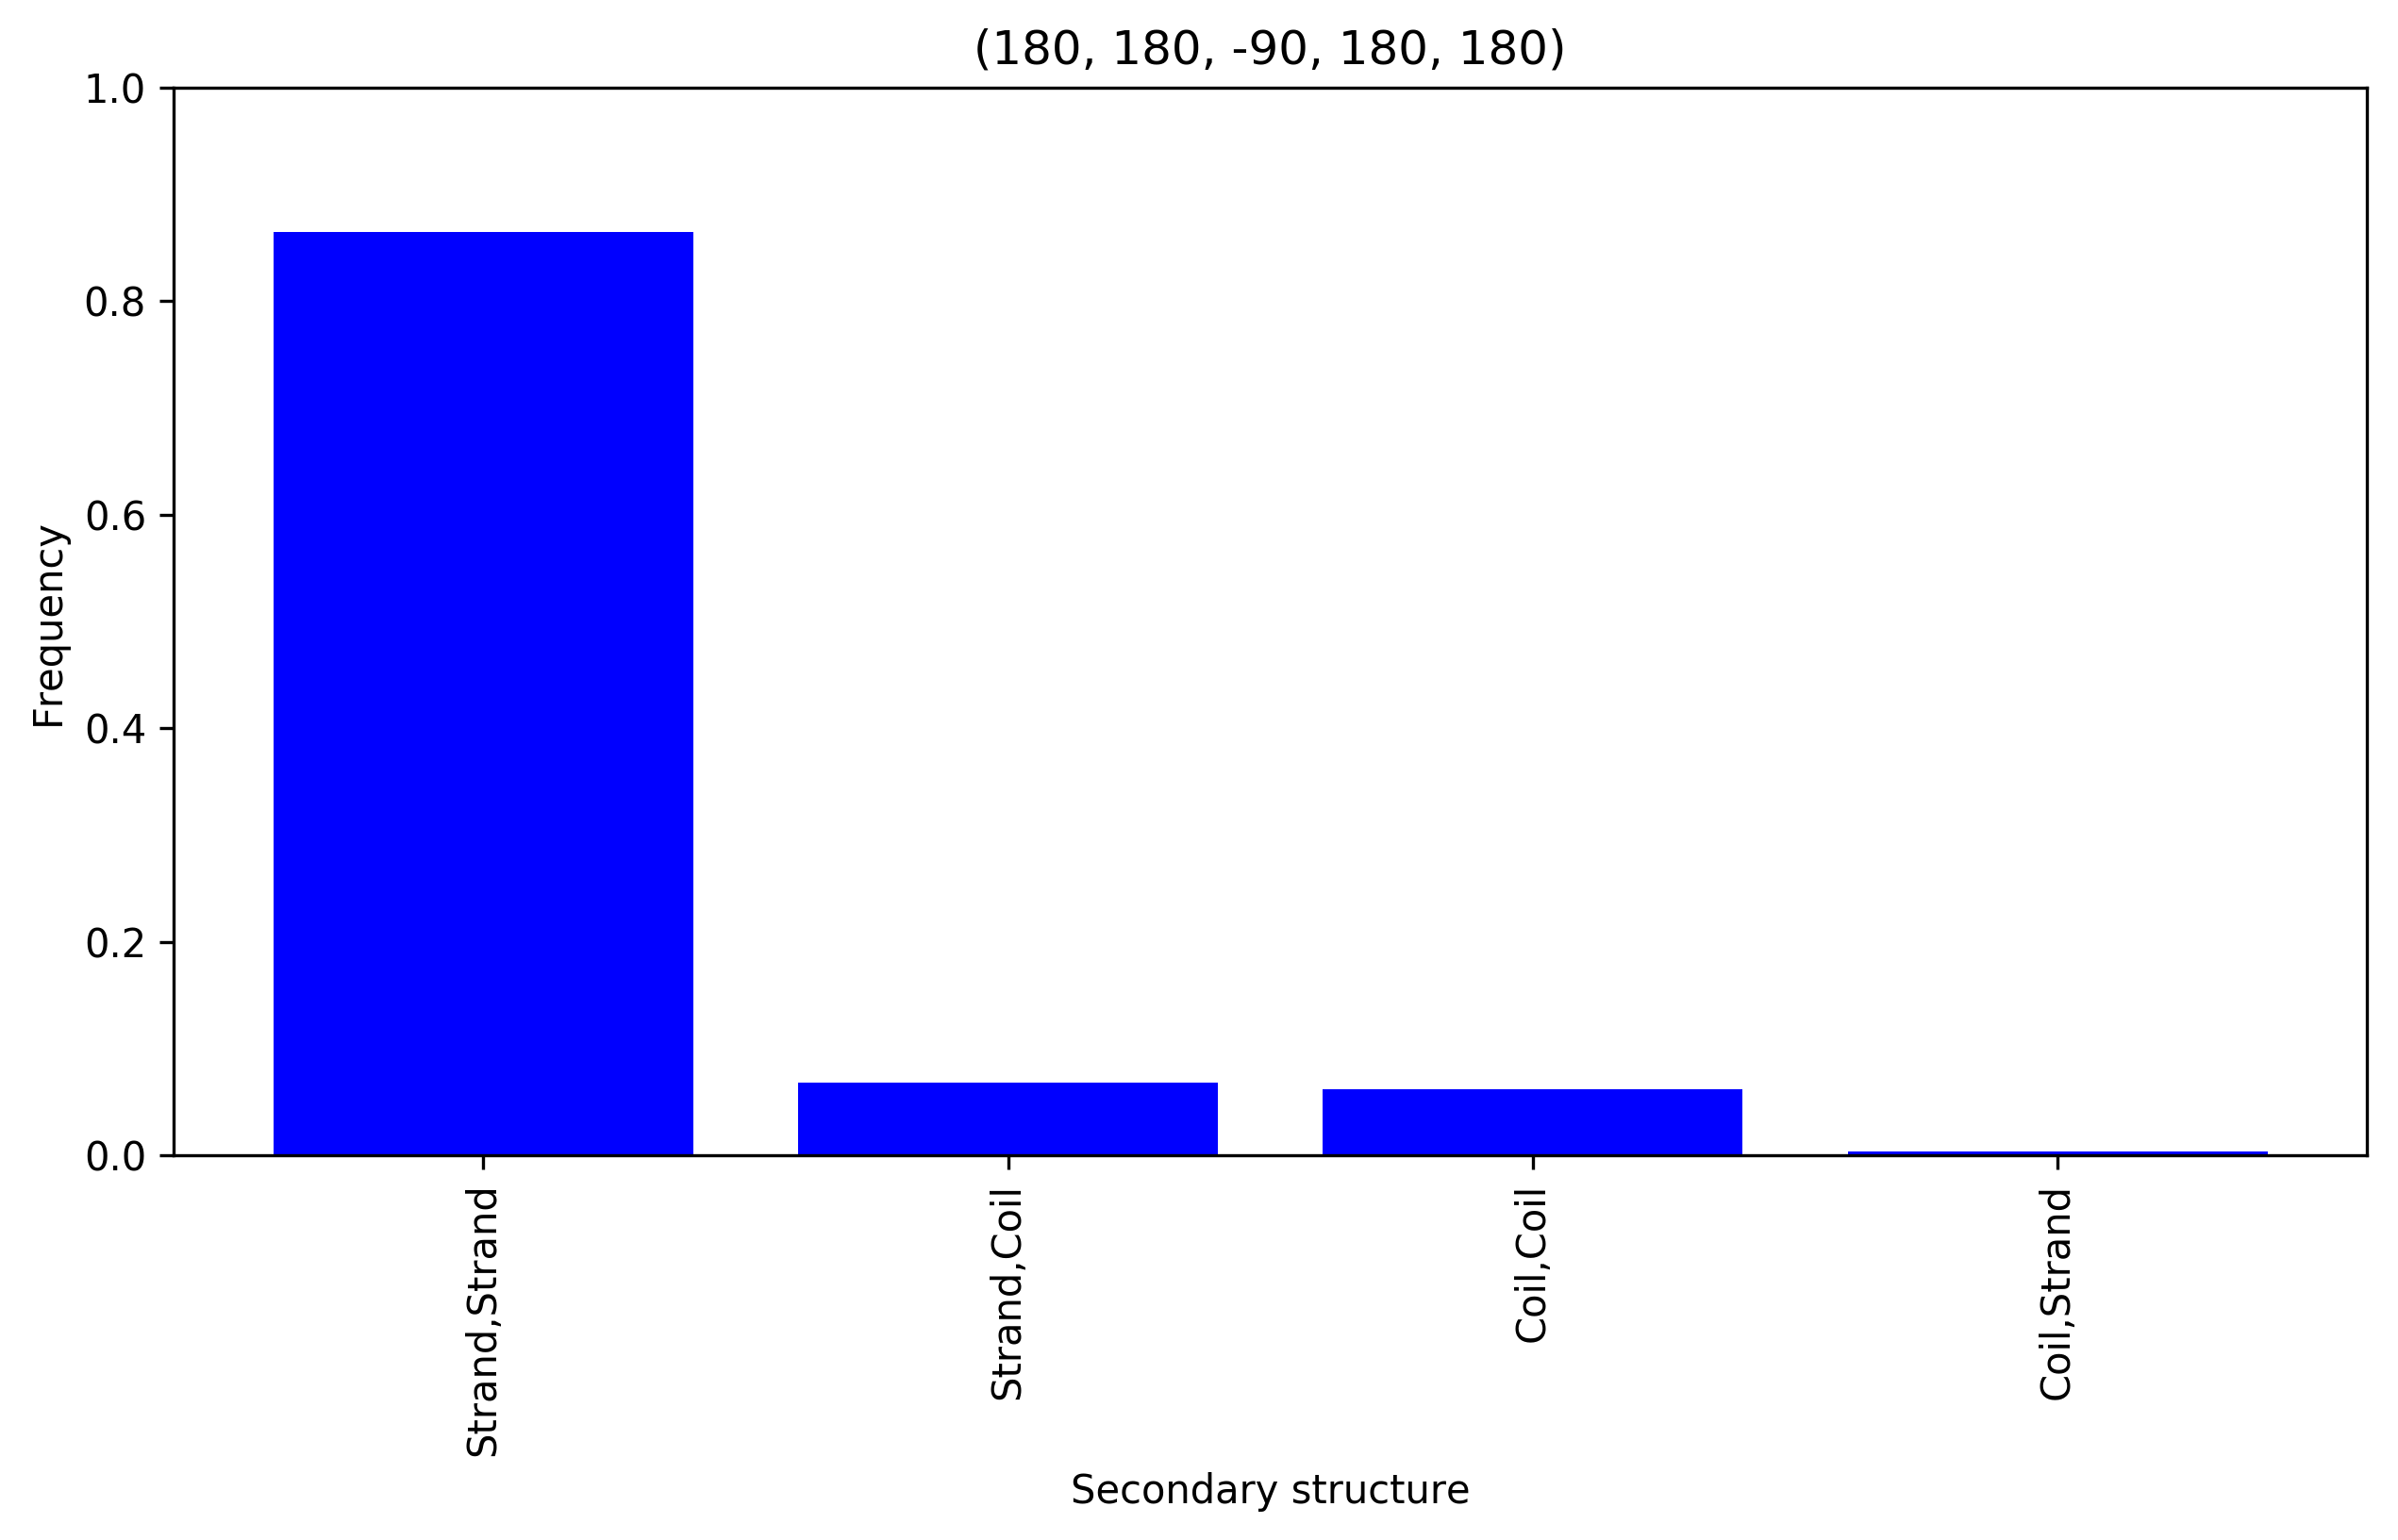 (180, 180, -90, 180, 180)
1.0
0.8
0.6
0.4
0.2
0.0
Frequency
Strand,Strand
Strand,Coil
Coil,Coil
Coil,Strand
Secondary structure